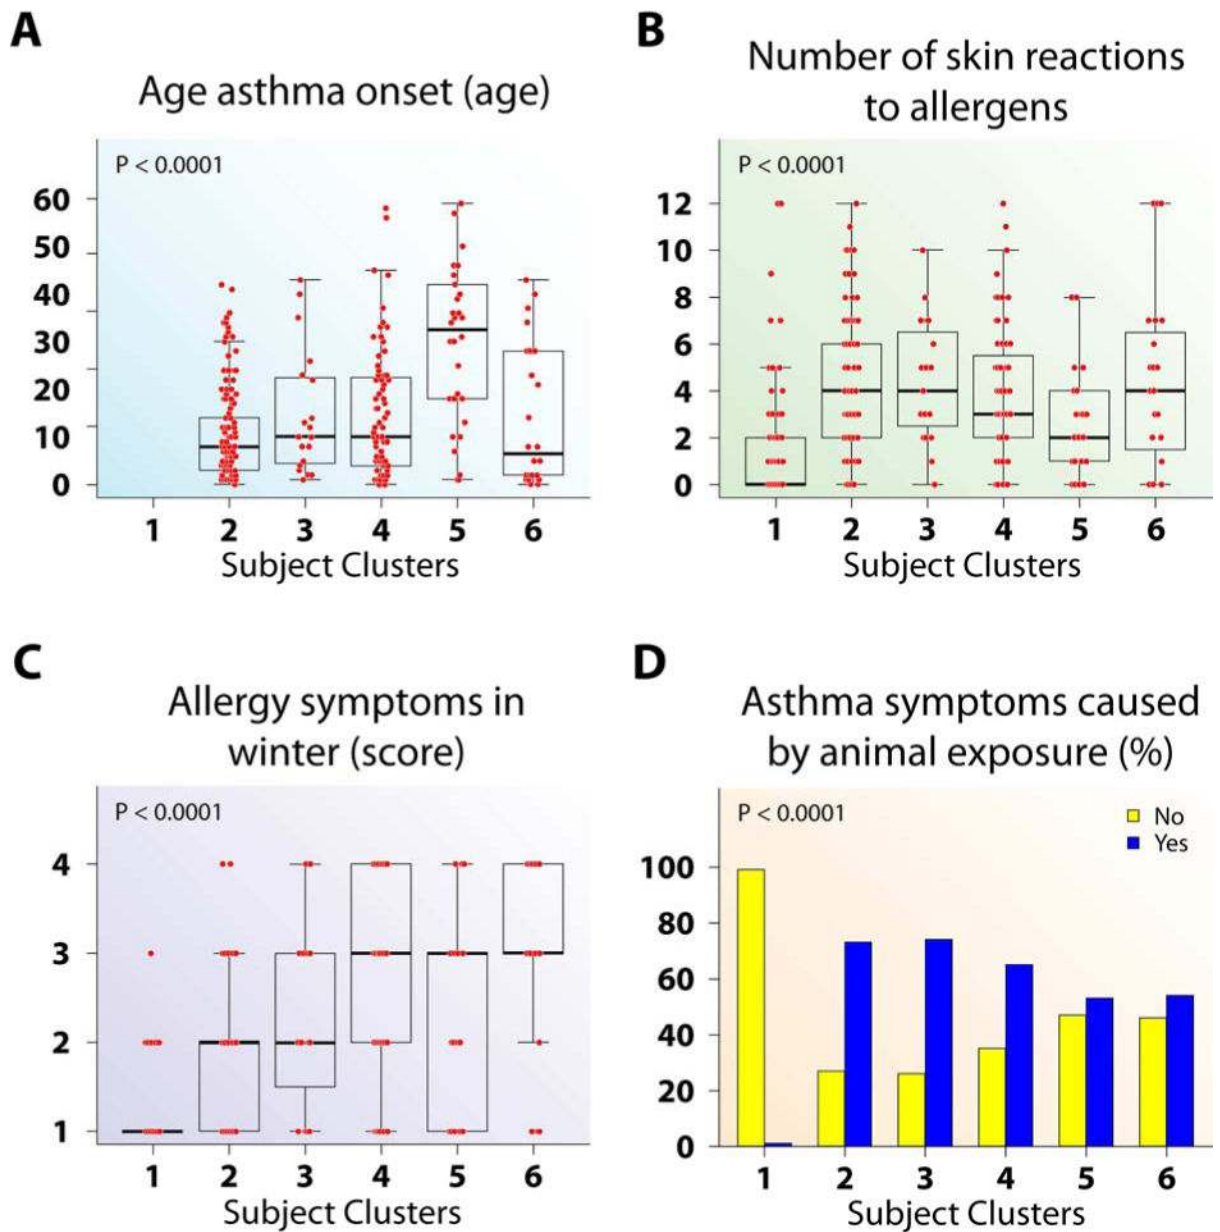 A
Age asthma onset (age)
P < 0.0001
60
50
40
30
20
10
0
1 2 3 4 5 6
Subject Clusters
B
Number of skin reactions
to allergens
P < 0.0001
12
10
8
6
4
2
0
1 2 3 4 5 6
Subject Clusters
C
Allergy symptoms in
winter (score)
P < 0.0001
4
3
2
1
1 2 3 4 5 6
Subject Clusters
D
Asthma symptoms caused
by animal exposure (%)
P < 0.0001
No
Yes
100
80
60
40
20
0
1 2 3 4 5 6
Subject Clusters